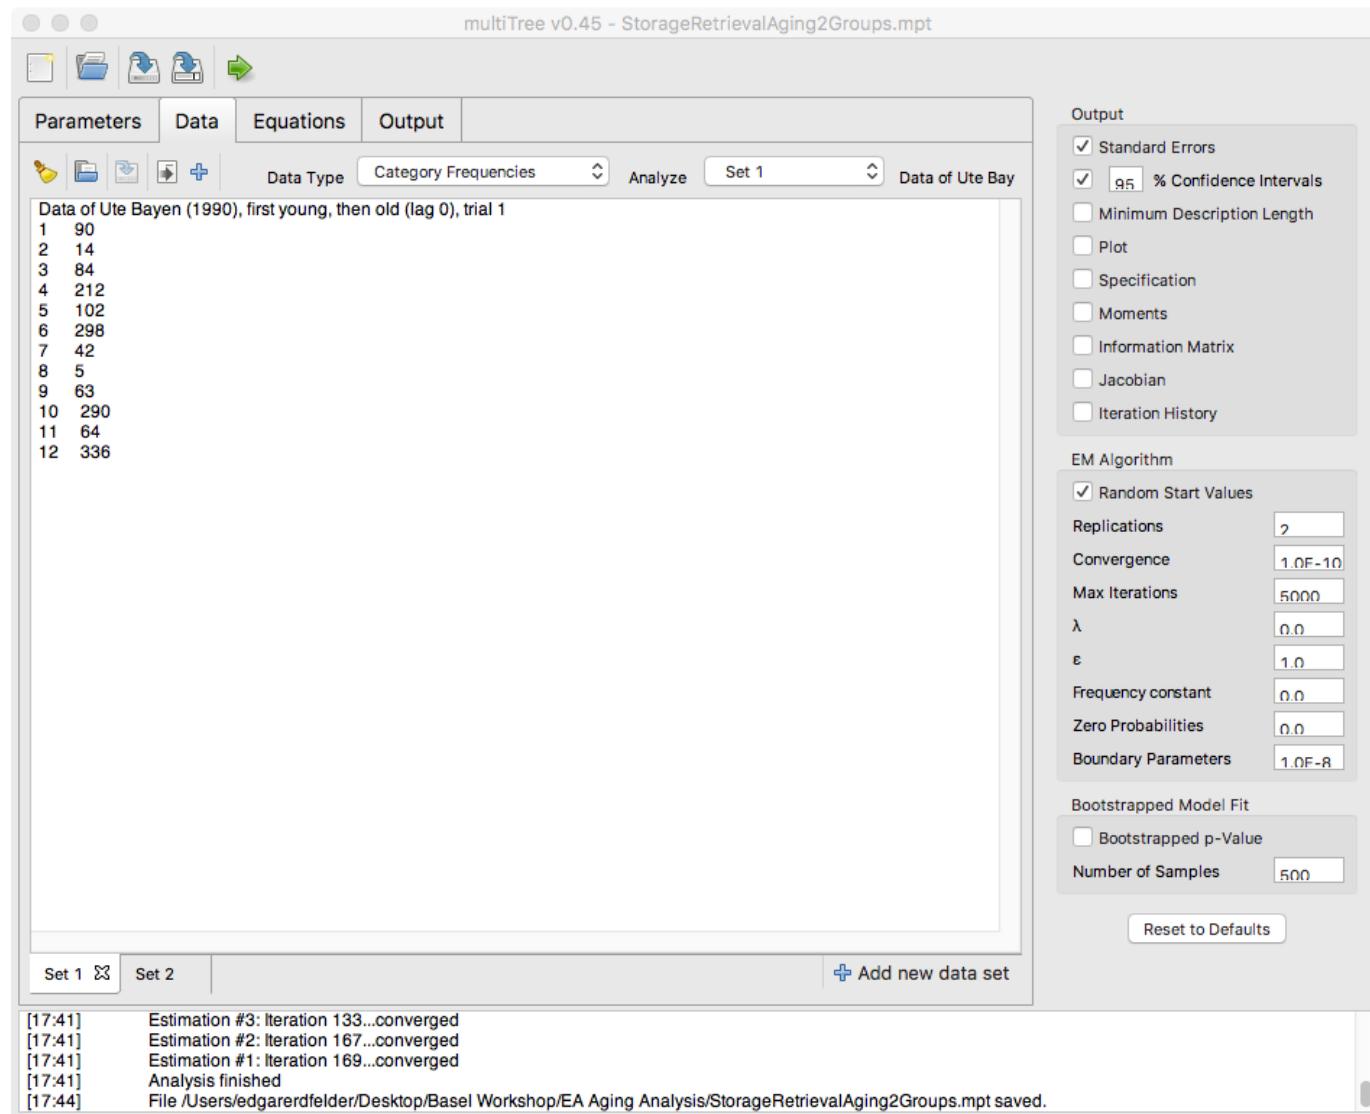 multiTree v0.45 - StorageRetrievalAging2Groups.mpt
Parameters Data Equations Output
Data Type Category Frequencies Analyze Set 1 Data of Ute Bay
Data of Ute Bayen (1990), first young, then old (lag 0), trial 1
1 90
2 14
3 84
4 212
5 102
6 298
7 42
8 5
9 63
10 290
11 64
12 336
Set 1 Set 2 Add new data set
Output
Standard Errors
95 % Confidence Intervals
Minimum Description Length
Plot
Specification
Moments
Information Matrix
Jacobian
Iteration History
EM Algorithm
Random Start Values
Replications 2
Convergence 1.0E-10
Max Iterations 5000
λ 0.0
ε 1.0
Frequency constant 0.0
Zero Probabilities 0.0
Boundary Parameters 1.0E-8
Bootstrapped Model Fit
Bootstrapped p-Value
Number of Samples 500
Reset to Defaults
[17:41] Estimation #3: Iteration 133...converged
[17:41] Estimation #2: Iteration 167...converged
[17:41] Estimation #1: Iteration 169...converged
[17:41] Analysis finished
[17:44] File /Users/edgarerdfelder/Desktop/Basel Workshop/EA Aging Analysis/StorageRetrievalAging2Groups.mpt saved.